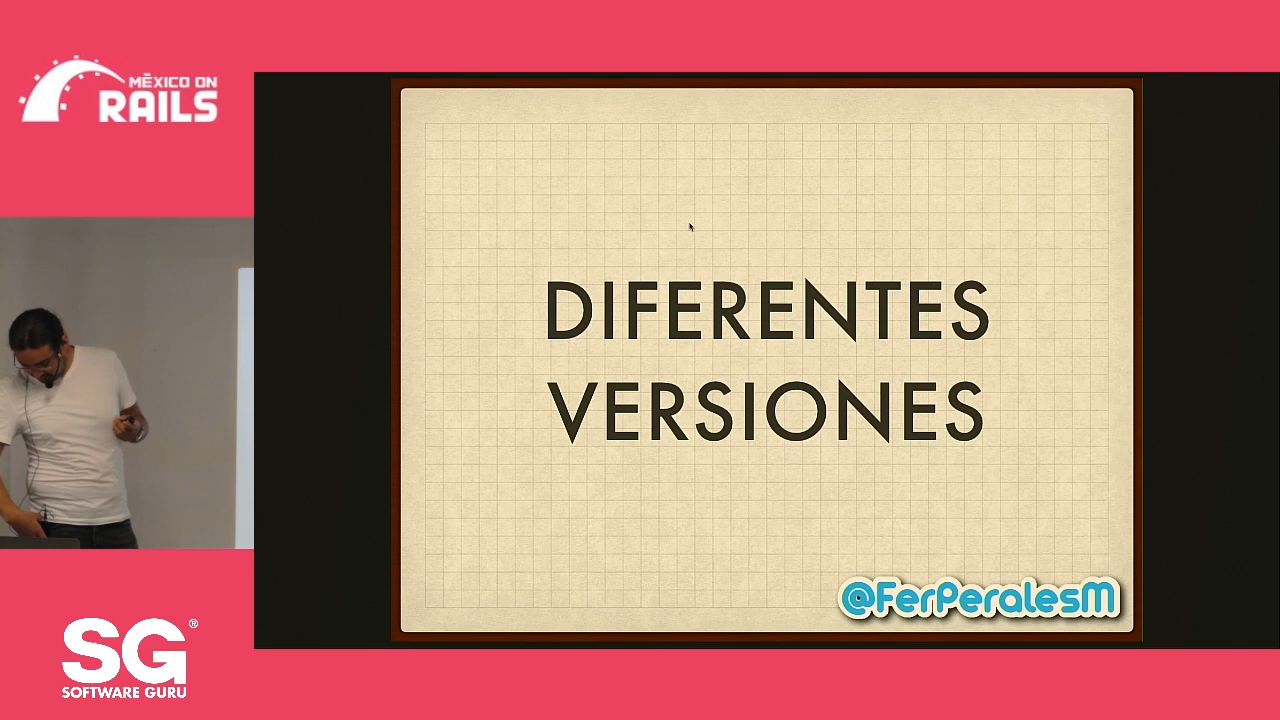 MÉXICO ON
RAILS
DIFERENTES
VERSIONES
@FerPeralesM
SG®
SOFTWARE GURU